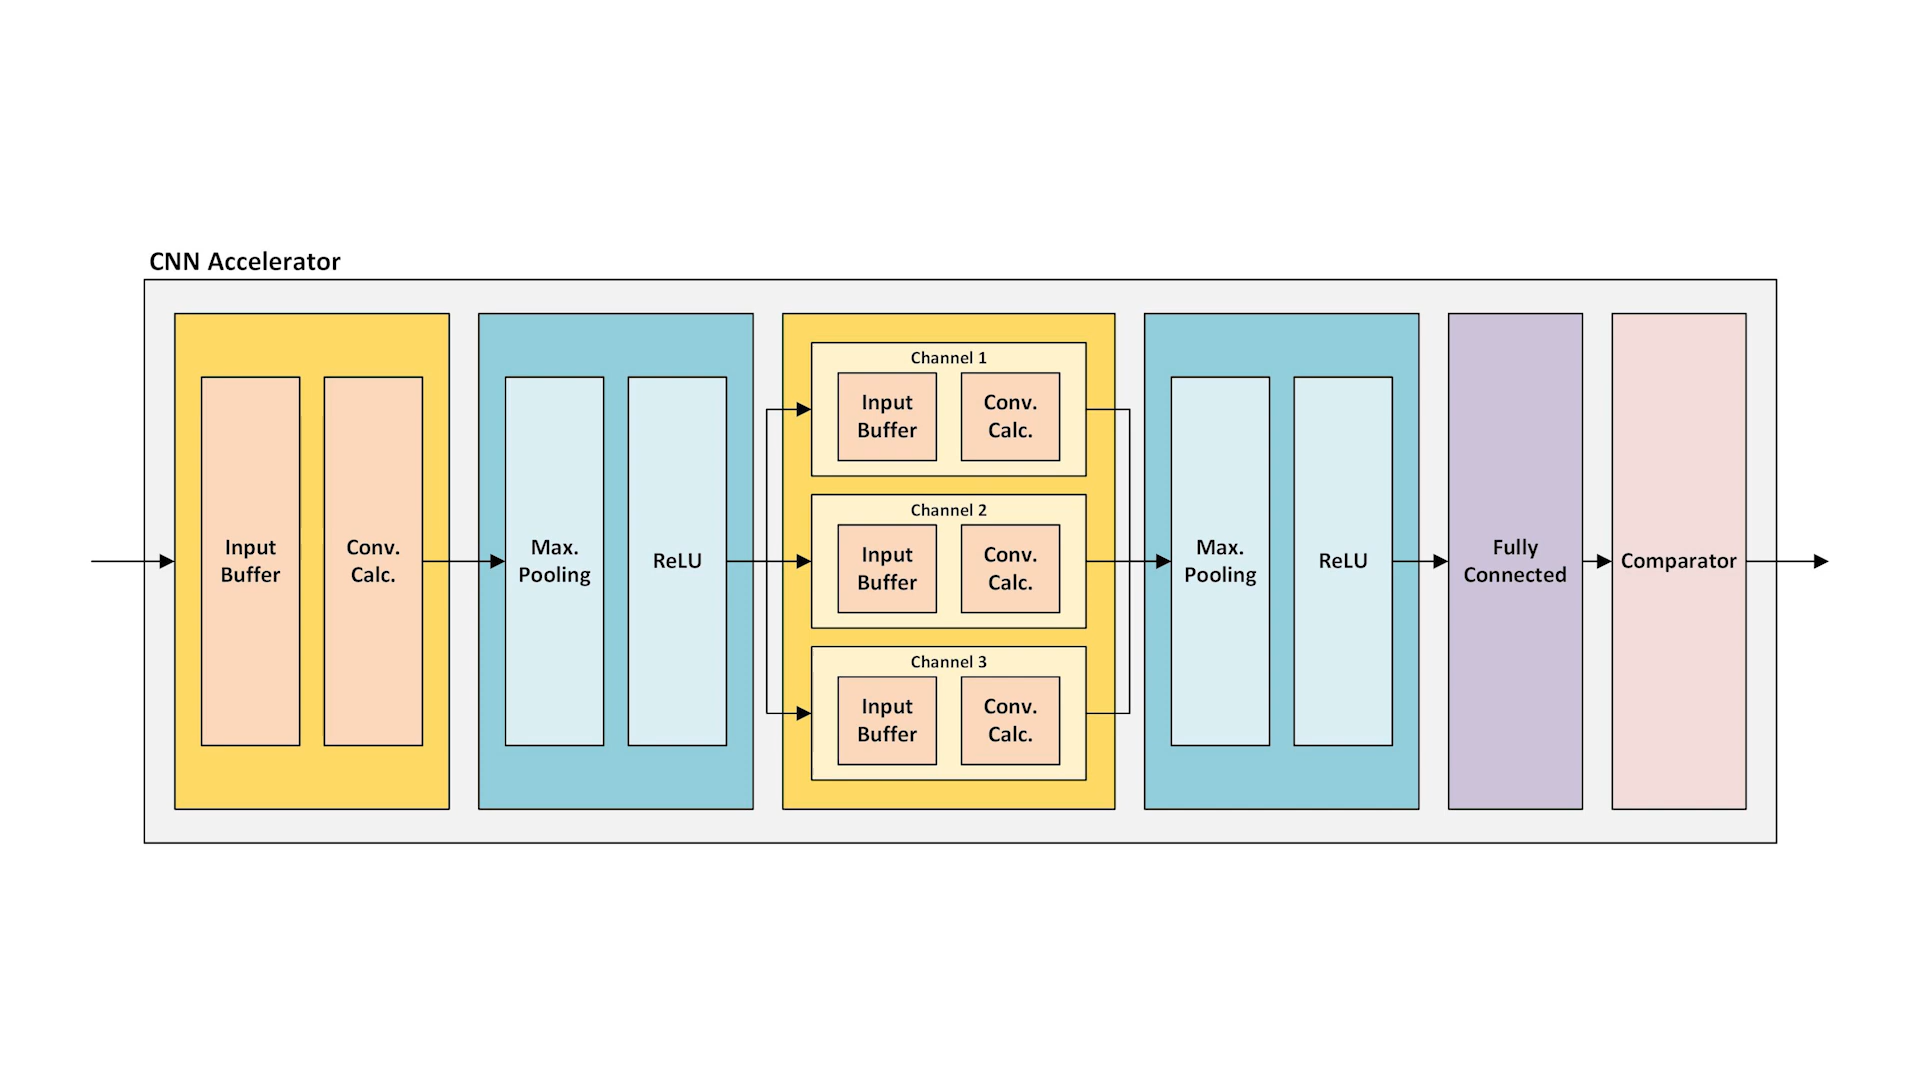 CNN Accelerator
Input
Buffer
Conv.
Calc.
Max.
Pooling
ReLU
Channel 1
Input
Buffer
Conv.
Calc.
Channel 2
Input
Buffer
Conv.
Calc.
Channel 3
Input
Buffer
Conv.
Calc.
Max.
Pooling
ReLU
Fully
Connected
Comparator